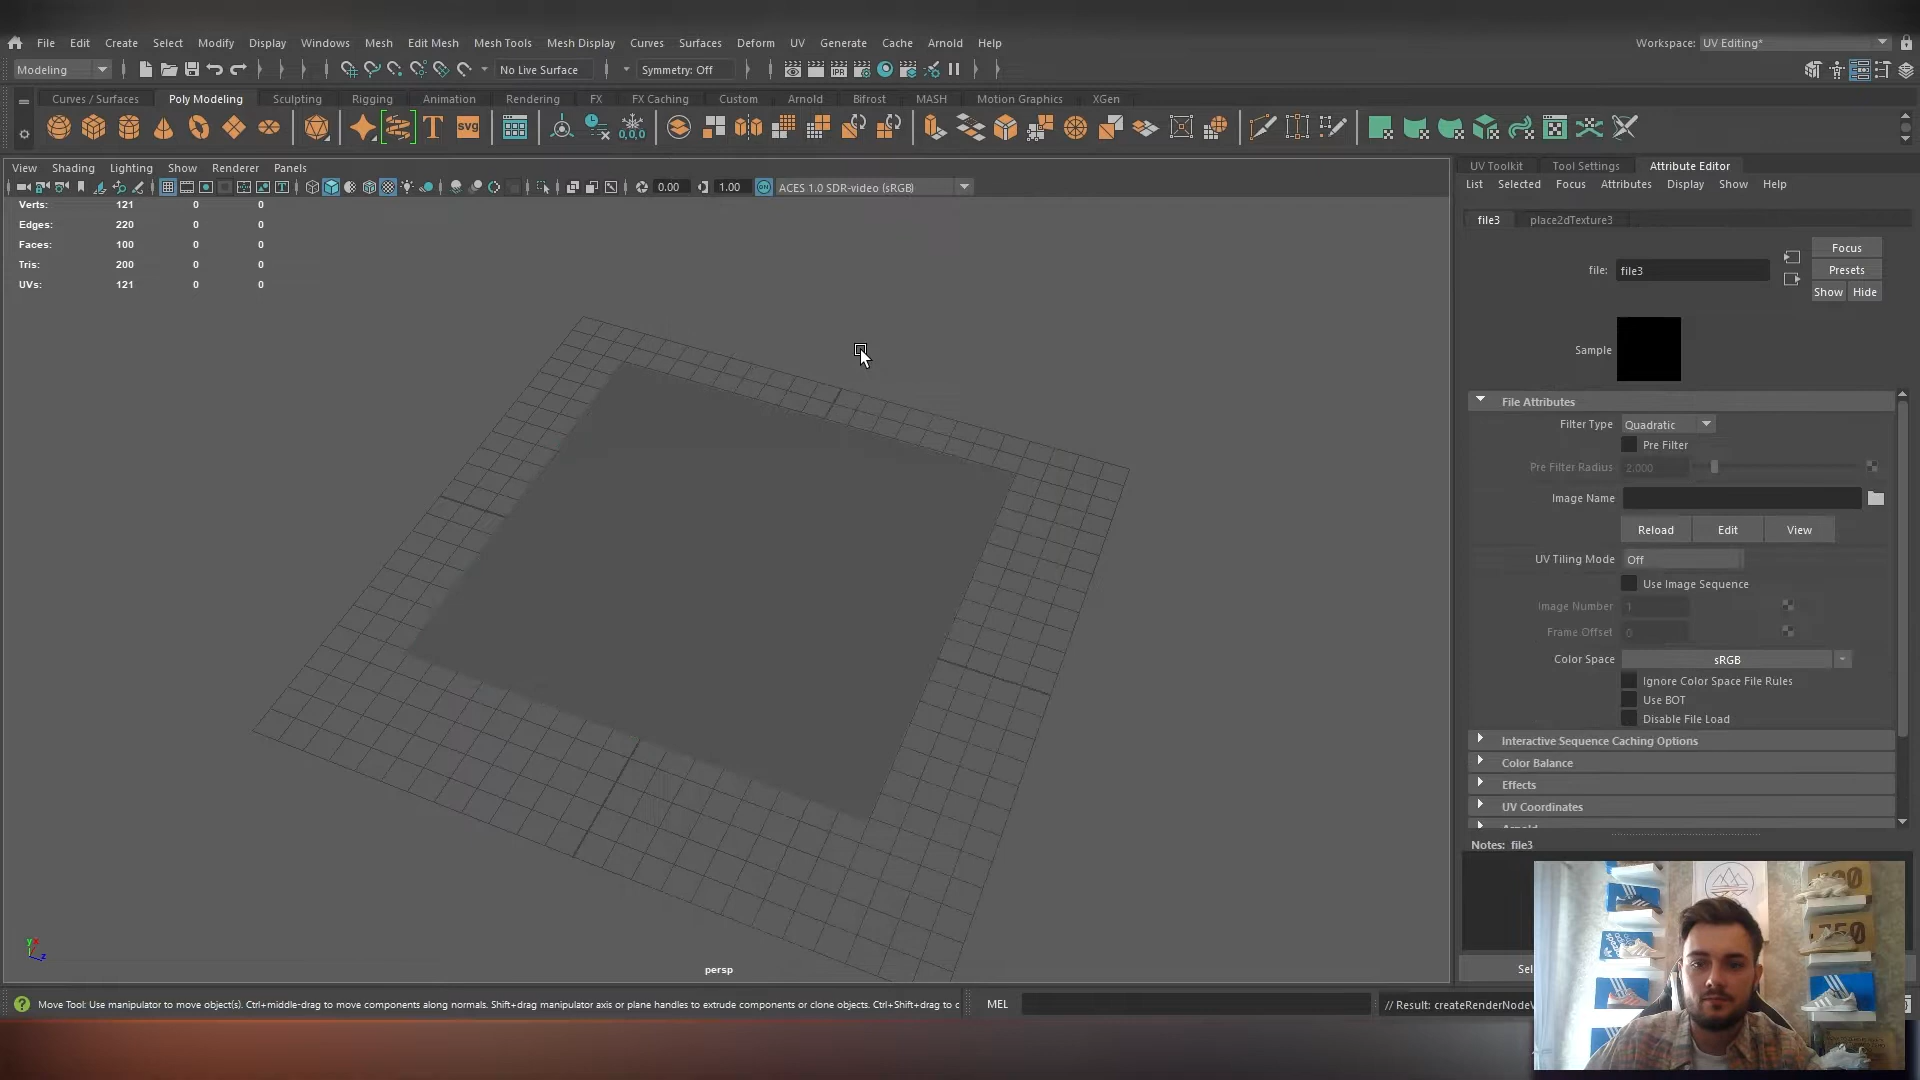 File Edit Create Select Modify Display Windows Mesh Edit Mesh Mesh Tools Mesh Display Curves Surfaces Deform UV Generate Cache Arnold Help Workspace: UV Editing*
Modeling No Live Surface Symmetry: Off IPR
Curves / Surfaces Poly Modeling Sculpting Rigging Animation Rendering FX FX Caching Custom Arnold Bifrost MASH Motion Graphics XGen
T svg 0,0,0
View Shading Lighting Show Renderer Panels
0.00 1.00 ON ACES 1.0 SDR-video (sRGB)
Verts: 121 0 0
Edges: 220 0 0
Faces: 100 0 0
Tris: 200 0 0
UVs: 121 0 0
persp
UV Toolkit Tool Settings Attribute Editor
List Selected Focus Attributes Display Show Help
file3 place2dTexture3
Focus
file: file3 Presets
Show Hide
Sample
File Attributes
Filter Type Quadratic
Pre Filter
Pre Filter Radius 2.000
Image Name
Reload Edit View
UV Tiling Mode Off
Use Image Sequence
Image Number 1
Frame Offset 0
Color Space sRGB
Ignore Color Space File Rules
Use BOT
Disable File Load
Interactive Sequence Caching Options
Color Balance
Effects
UV Coordinates
Notes: file3
Move Tool: Use manipulator to move object(s). Ctrl+middle-drag to move components along normals. Shift+drag manipulator axis or plane handles to extrude components or clone objects. Ctrl+Shift+drag to c MEL // Result: createRenderNode